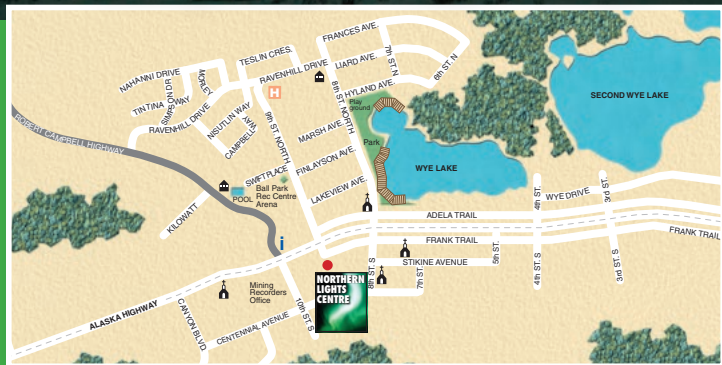 FRANCES AVE.
TESLIN CRES.
7th ST. N
LIARD AVE.
6th ST. N
RAVENHILL DRIVE
NAHANNI DRIVE
MORLEY
HYLAND AVE.
SECOND WYE LAKE
SIMPSON DR
H
TINTINA WAY
Play
ground
8th ST. NORTH
RAVENHILL DRIVE
NISUTLIN WAY
9th ST. NORTH
MARSH AVE.
ROBERT CAMPBELL HIGHWAY
CAMPBELL WAY
Park
FINLAYSON AVE.
WYE LAKE
SWIFT PLACE
Ball Park
Rec Centre
Arena
POOL
LAKEVIEW AVE.
4th ST.
WYE DRIVE
3rd ST.
KILOWATT
ADELA TRAIL
i
FRANK TRAIL
FRANK TRAIL
STIKINE AVENUE
5th ST.
4th ST. S
3rd ST. S
8th ST. S
7th ST.
NORTHERN
LIGHTS
CENTRE
Mining
Recorders
Office
10th ST. S
ALASKA HIGHWAY
CANYON BLVD
CENTENNIAL AVENUE